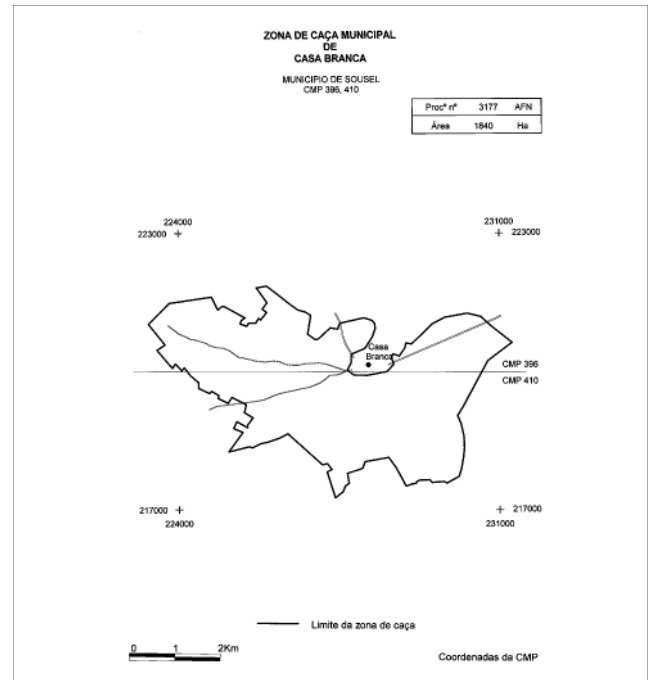 ZONA DE CAÇA MUNICIPAL
DE
CASA BRANCA
MUNICIPIO DE SOUSEL
CMP 396, 410
Procº nº 3177 AFN
Área 1840 Ha
224000
223000
231000
223000
Casa
Branca
CMP 396
CMP 410
217000
224000
217000
231000
Limite da zona de caça
0 1 2Km
Coordenadas da CMP